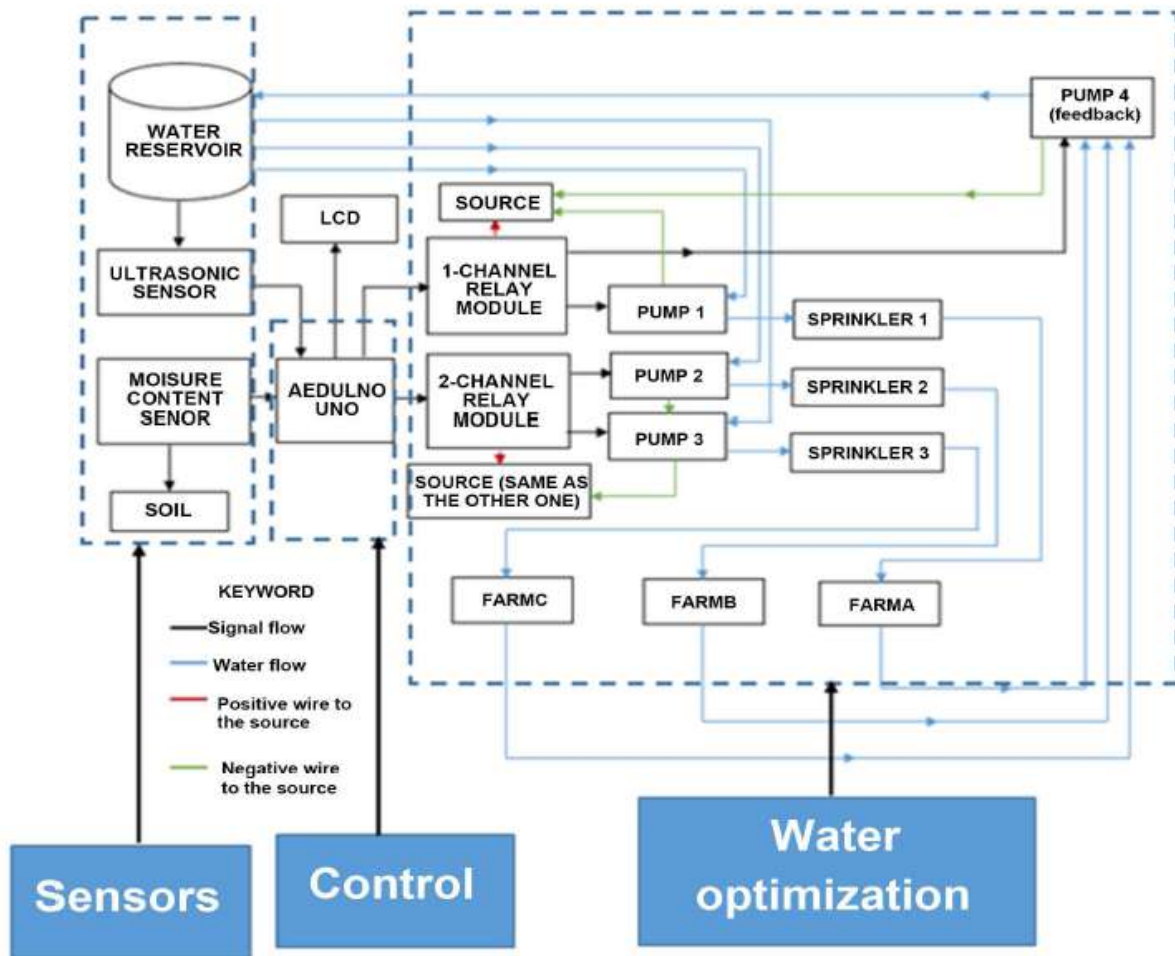 WATER
RESERVOIR
PUMP 4
(feedback)
SOURCE
LCD
ULTRASONIC
SENSOR
1-CHANNEL
RELAY
MODULE
PUMP 1
SPRINKLER 1
MOISURE
CONTENT
SENOR
AEDULNO
UNO
2-CHANNEL
RELAY
MODULE
PUMP 2
SPRINKLER 2
PUMP 3
SPRINKLER 3
SOURCE (SAME AS
THE OTHER ONE)
SOIL
FARMC
FARMB
FARMA
KEYWORD
Signal flow
Water flow
Positive wire to
the source
Negative wire
to the source
Sensors
Control
Water
optimization